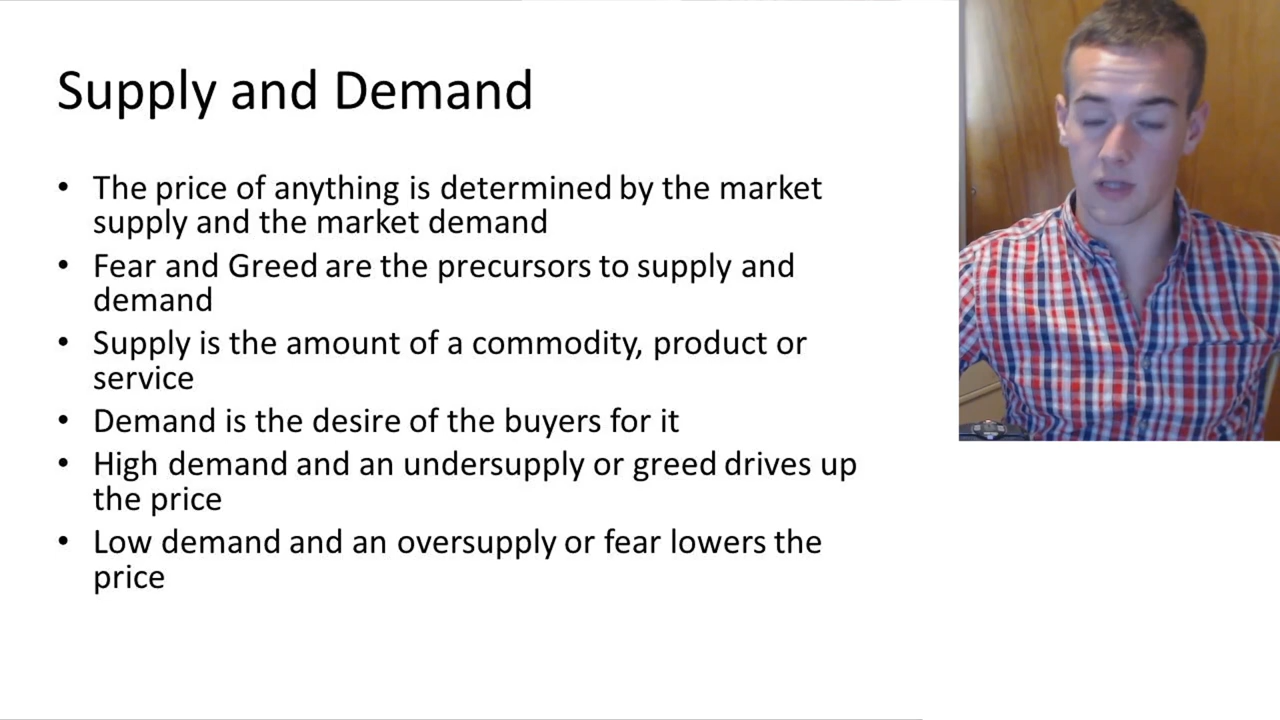 Supply and Demand
• The price of anything is determined by the market
supply and the market demand
• Fear and Greed are the precursors to supply and
demand
• Supply is the amount of a commodity, product or
service
• Demand is the desire of the buyers for it
• High demand and an undersupply or greed drives up
the price
• Low demand and an oversupply or fear lowers the
price